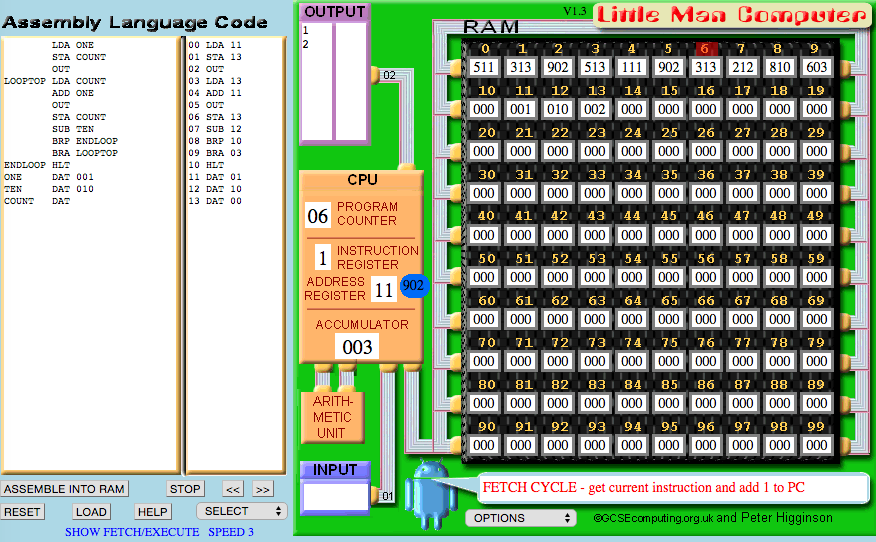 Assembly Language Code
LDA ONE
STA COUNT
OUT
LOOPTOP LDA COUNT
ADD ONE
OUT
STA COUNT
SUB TEN
BRP ENDLOOP
BRA LOOPTOP
ENDLOOP HLT
ONE DAT 001
TEN DAT 010
COUNT DAT
00 LDA 11
01 STA 13
02 OUT
03 LDA 13
04 ADD 11
05 OUT
06 STA 13
07 SUB 12
08 BRP 10
09 BRA 03
10 HLT
11 DAT 01
12 DAT 10
13 DAT 00
ASSEMBLE INTO RAM STOP << >>
RESET LOAD HELP SELECT
SHOW FETCH/EXECUTE SPEED 3
OUTPUT
1
2
02
CPU
06 PROGRAM
COUNTER
1 INSTRUCTION
REGISTER
ADDRESS
REGISTER 11 902
ACCUMULATOR
003
ARITH-
METIC
UNIT
INPUT
01
V1.3 Little Man Computer
RAM
0 1 2 3 4 5 6 7 8 9
511 313 902 513 111 902 313 212 810 603
10 11 12 13 14 15 16 17 18 19
000 001 010 002 000 000 000 000 000 000
20 21 22 23 24 25 26 27 28 29
000 000 000 000 000 000 000 000 000 000
30 31 32 33 34 35 36 37 38 39
000 000 000 000 000 000 000 000 000 000
40 41 42 43 44 45 46 47 48 49
000 000 000 000 000 000 000 000 000 000
50 51 52 53 54 55 56 57 58 59
000 000 000 000 000 000 000 000 000 000
60 61 62 63 64 65 66 67 68 69
000 000 000 000 000 000 000 000 000 000
70 71 72 73 74 75 76 77 78 79
000 000 000 000 000 000 000 000 000 000
80 81 82 83 84 85 86 87 88 89
000 000 000 000 000 000 000 000 000 000
90 91 92 93 94 95 96 97 98 99
000 000 000 000 000 000 000 000 000 000
FETCH CYCLE - get current instruction and add 1 to PC
OPTIONS
©GCSEcomputing.org.uk and Peter Higginson